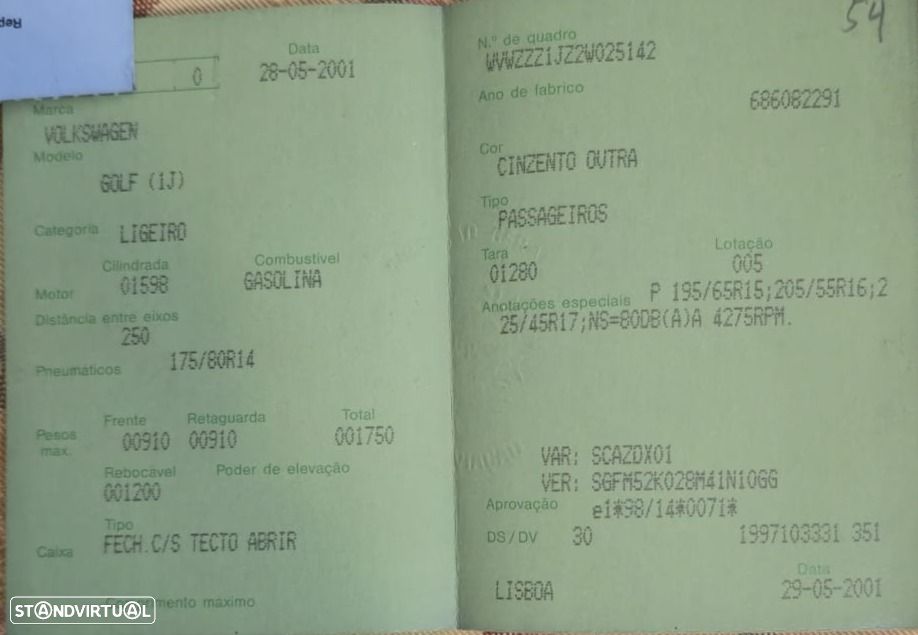 Repa
0
Data
28-05-2001
Marca
VOLKSWAGEN
Modelo
GOLF (1J)
Categoria LIGEIRO
Cilindrada Combustível
Motor 01598 GASOLINA
Distância entre eixos
250
Pneumáticos 175/80R14
Frente Retaguarda Total
Pesos max. 00910 00910 001750
Rebocável Poder de elevação
001200
Tipo
Caixa FECH.C/S TECTO ABRIR
máximo
STANDVIRTUAL
54
N.º de quadro
WVWZZZ1JZ2W025142
Ano de fabrico
686082291
Cor
CINZENTO OUTRA
Tipo
PASSAGEIROS
Tara Lotação
01280 005
Anotações especiais P 195/65R15;205/55R16;2
25/45R17;NS=80DB(A)A 4275RPM.
VAR: SCAZDX01
VER: SGFM52K028M41N10GG
Aprovação e1*98/14*0071*
DS/DV 30 1997103331 351
Data
LISBOA 29-05-2001